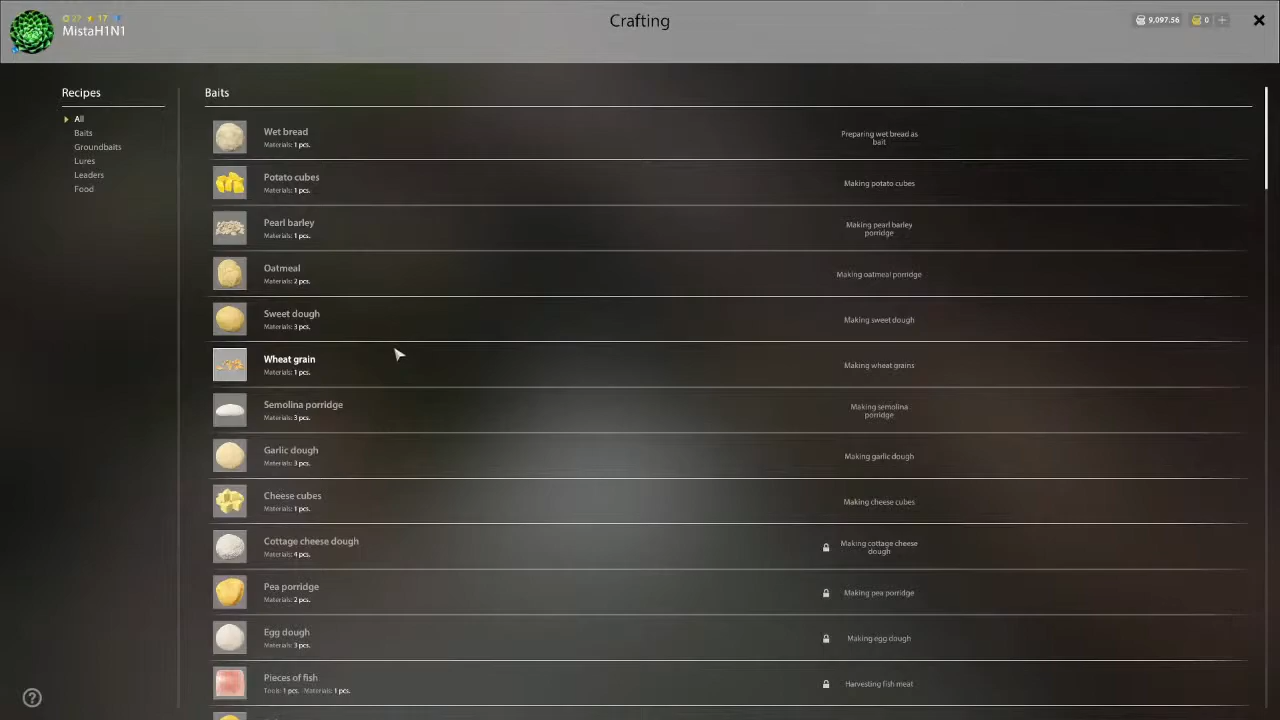 27 17
MistaH1N1
Crafting
9,097.56 0
Recipes
All
Baits
Groundbaits
Lures
Leaders
Food
Baits
Wet bread
Materials: 1 pcs.
Preparing wet bread as
bait
Potato cubes
Materials: 1 pcs.
Making potato cubes
Pearl barley
Materials: 1 pcs.
Making pearl barley
porridge
Oatmeal
Materials: 2 pcs.
Making oatmeal porridge
Sweet dough
Materials: 3 pcs.
Making sweet dough
Wheat grain
Materials: 1 pcs.
Making wheat grains
Semolina porridge
Materials: 3 pcs.
Making semolina
porridge
Garlic dough
Materials: 3 pcs.
Making garlic dough
Cheese cubes
Materials: 1 pcs.
Making cheese cubes
Cottage cheese dough
Materials: 4 pcs.
Making cottage cheese
dough
Pea porridge
Materials: 2 pcs.
Making pea porridge
Egg dough
Materials: 3 pcs.
Making egg dough
Pieces of fish
Tools: 1 pcs. Materials: 1 pcs.
Harvesting fish meat